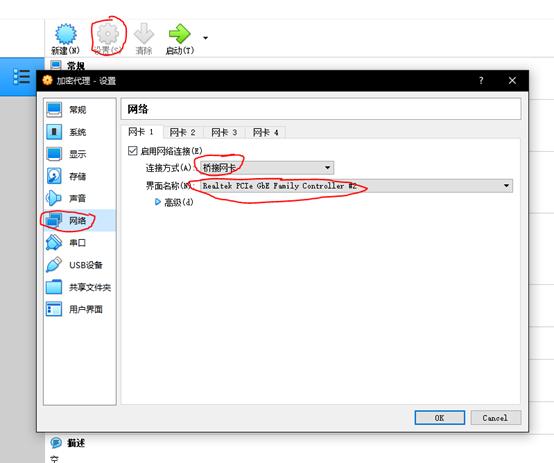 新建(N) 设置(S) 清除 启动(T)
常规
加密代理 - 设置 ?
常规
系统
显示
存储
声音
网络
串口
USB设备
共享文件夹
用户界面
网络
网卡 1 网卡 2 网卡 3 网卡 4
启用网络连接(E)
连接方式(A): 桥接网卡
界面名称(N): Realtek PCIe GbE Family Controller #2
高级(d)
OK Cancel
描述
空